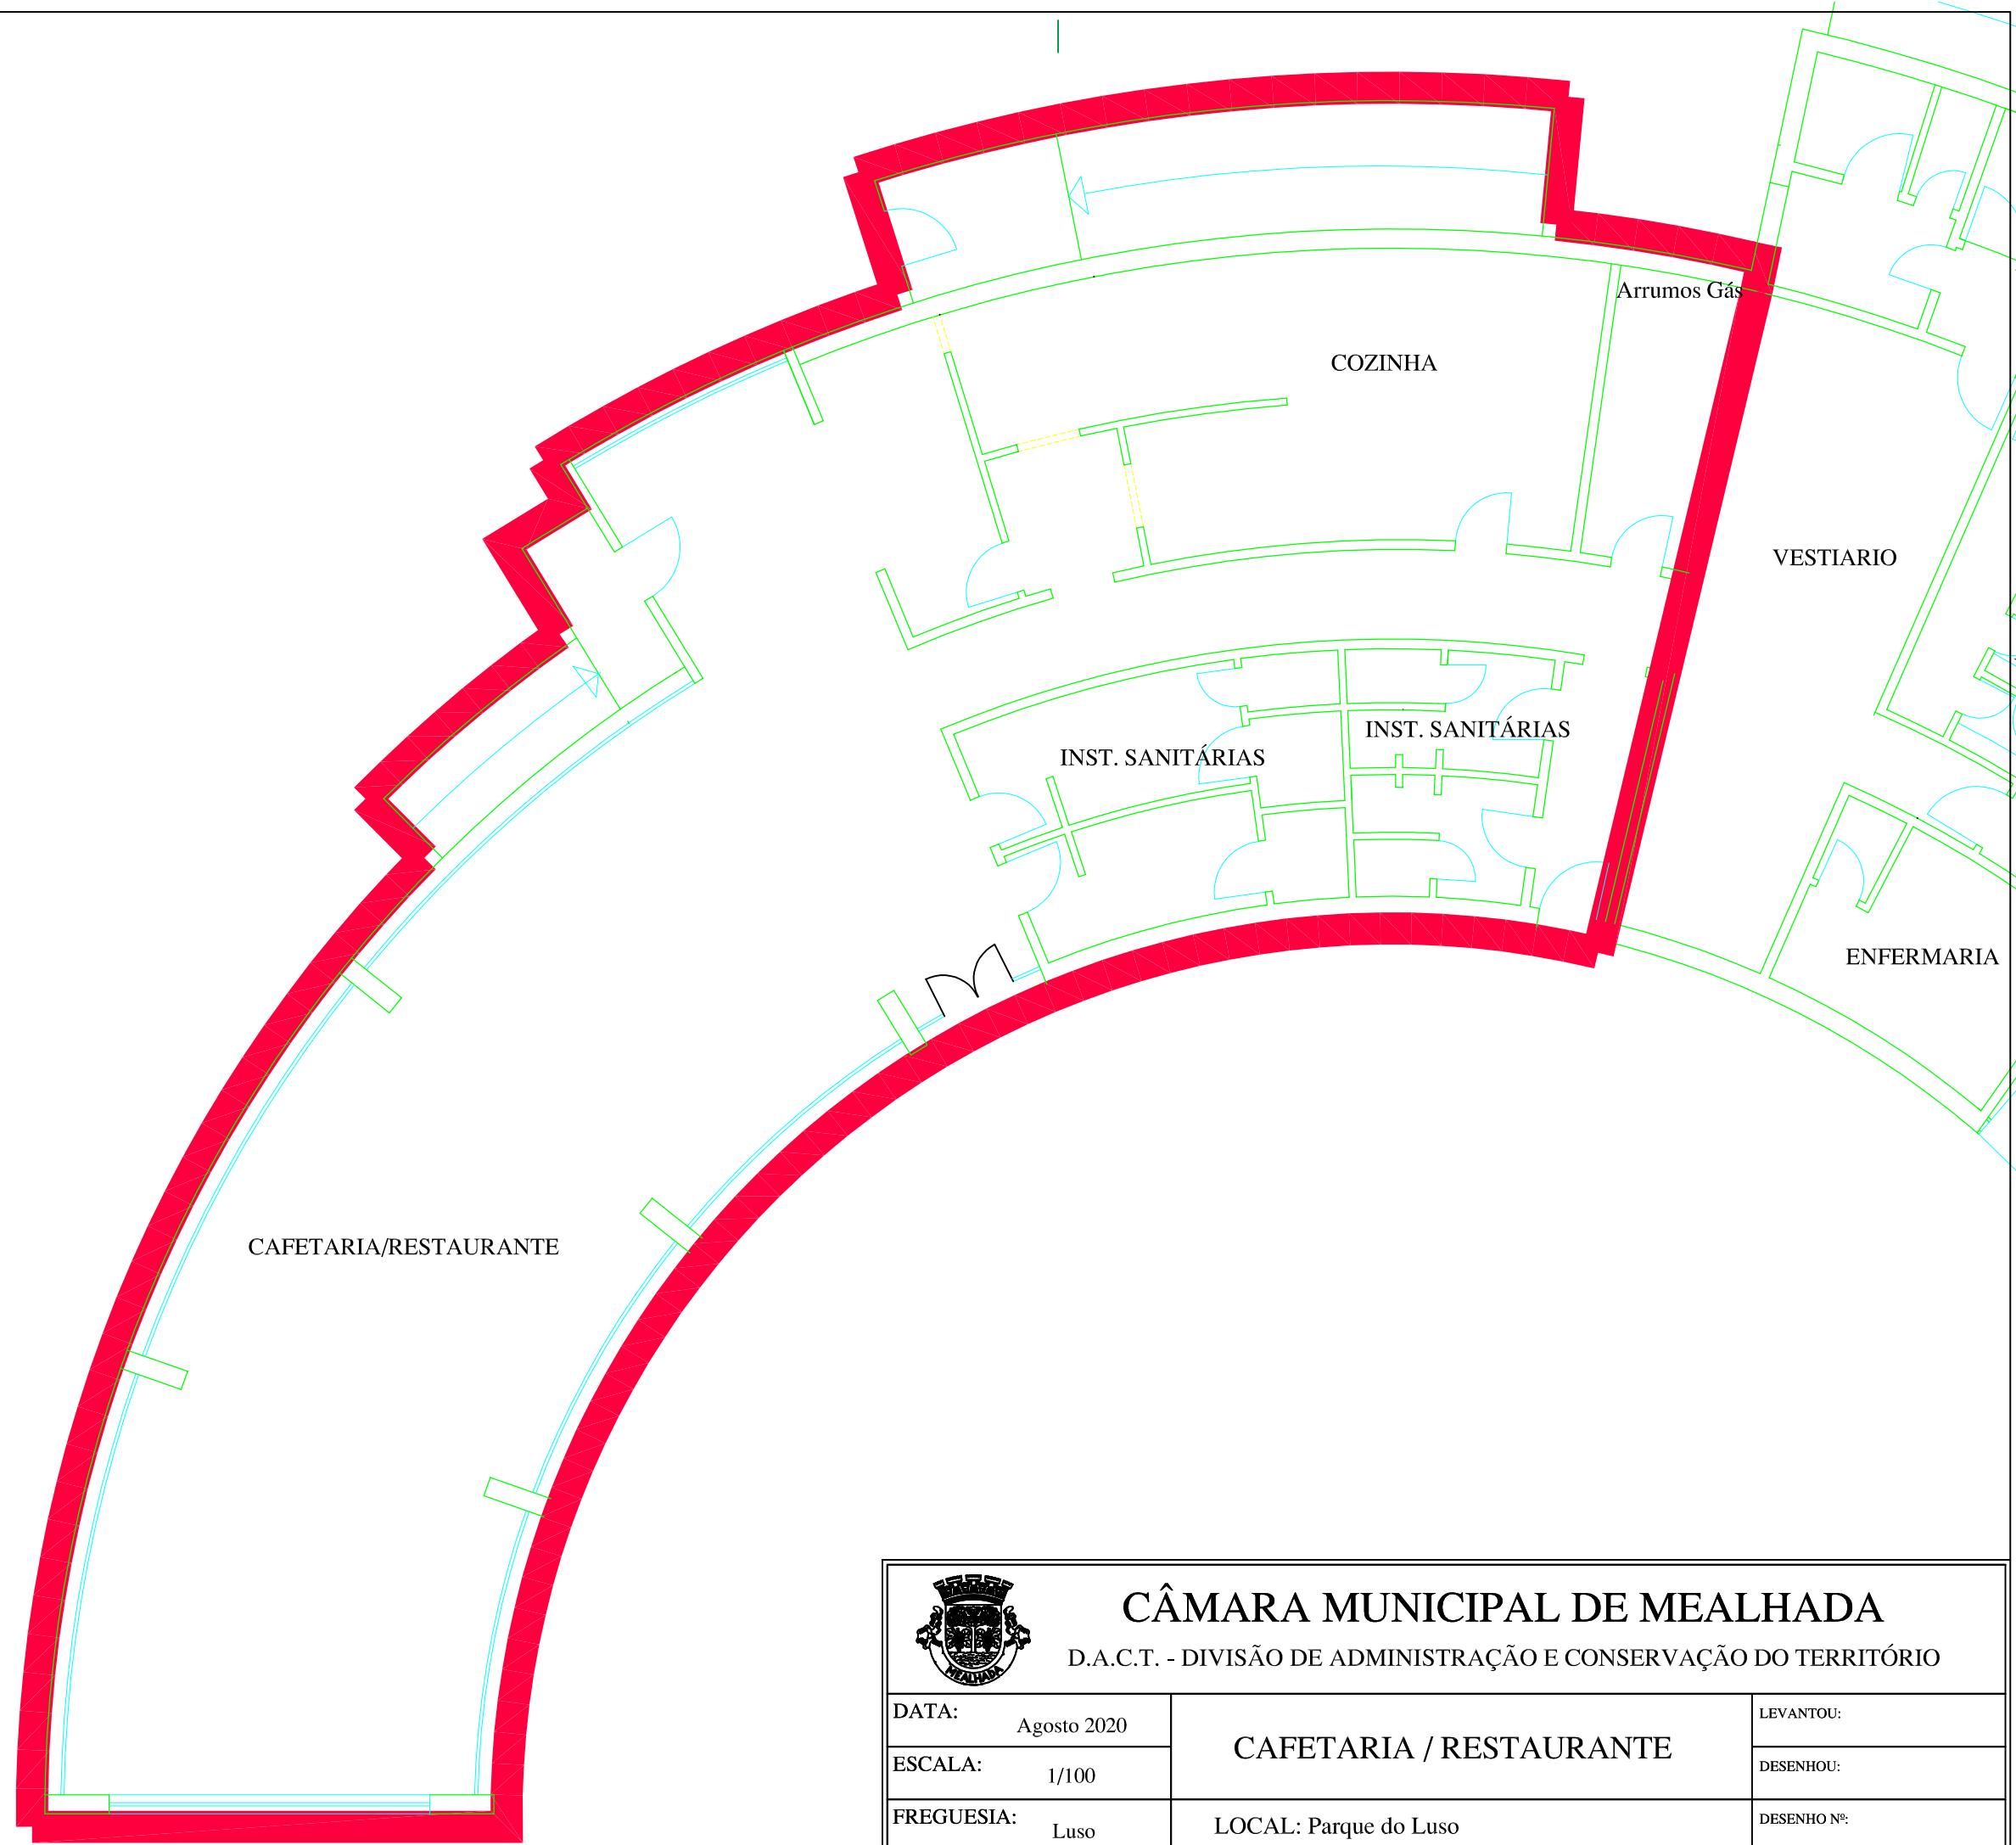 Arrumos Gás
COZINHA
VESTIARIO
INST. SANITÁRIAS
INST. SANITÁRIAS
ENFERMARIA
CAFETARIA/RESTAURANTE
MEALHADA
CÂMARA MUNICIPAL DE MEALHADA
D.A.C.T. - DIVISÃO DE ADMINISTRAÇÃO E CONSERVAÇÃO DO TERRITÓRIO
DATA:
Agosto 2020
CAFETARIA / RESTAURANTE
LEVANTOU:
ESCALA:
1/100
DESENHOU:
FREGUESIA:
Luso
LOCAL: Parque do Luso
DESENHO Nº: